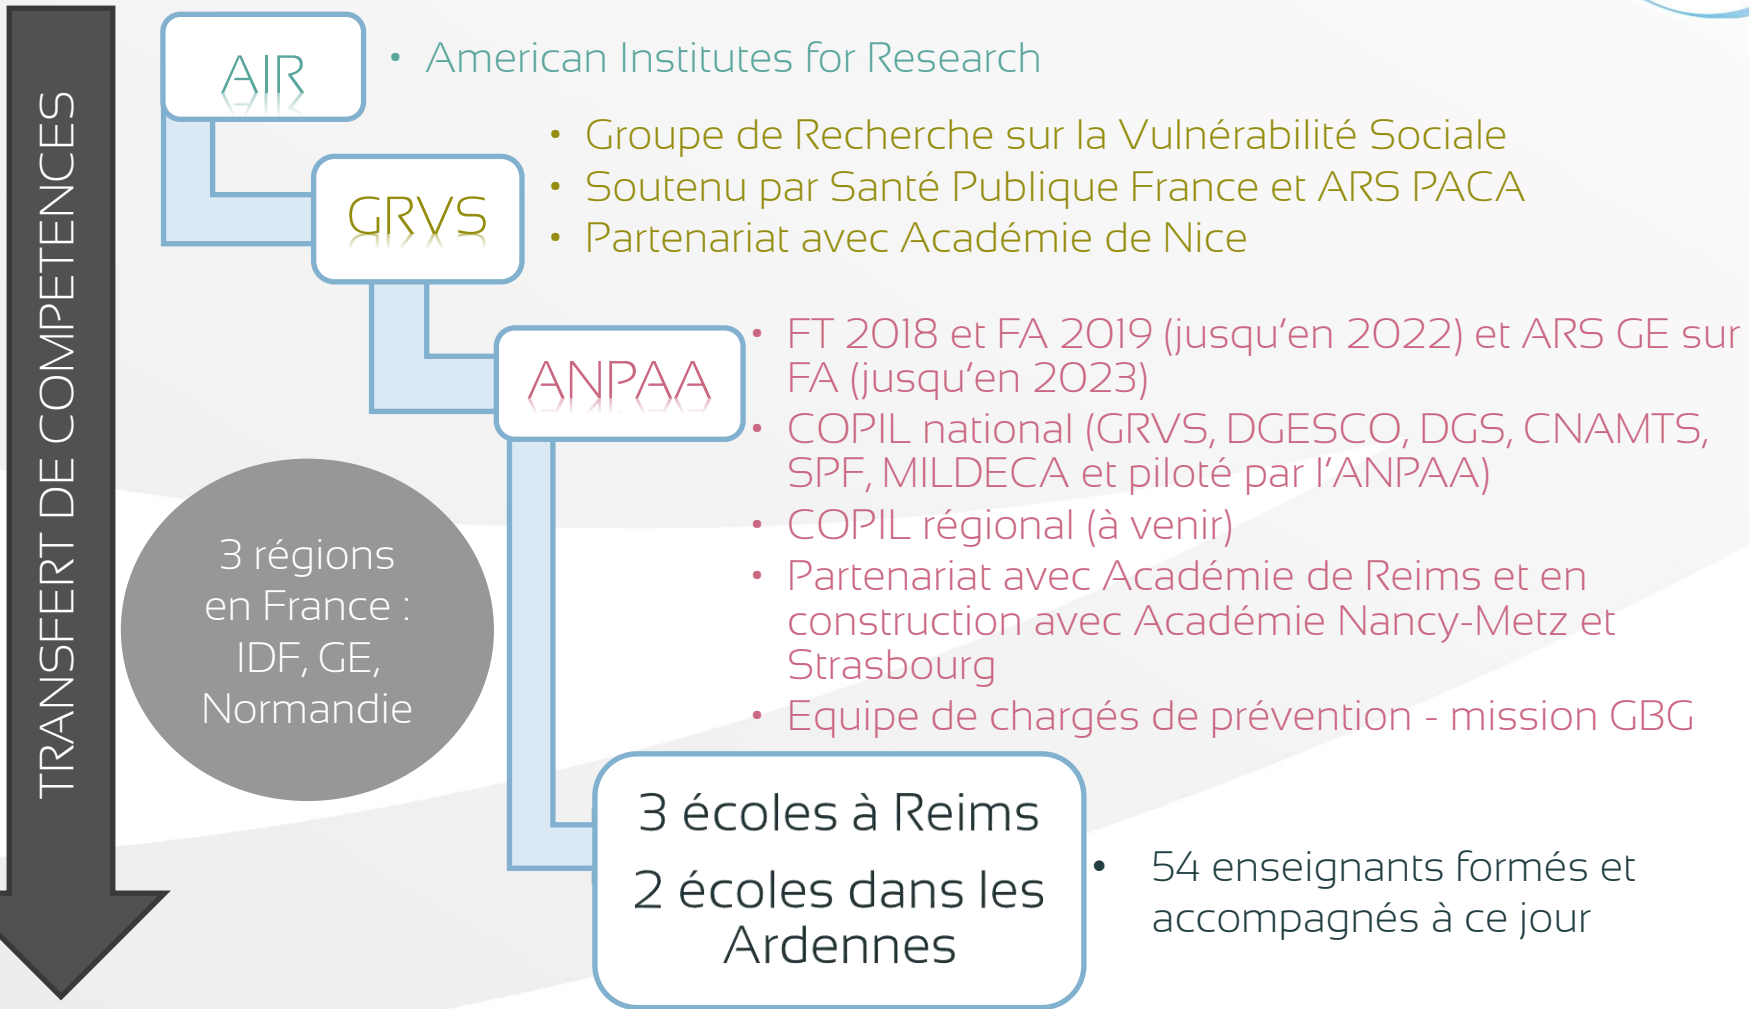 TRANSFERT DE COMPETENCES
AIR
• American Institutes for Research
GRVS
• Groupe de Recherche sur la Vulnérabilité Sociale
• Soutenu par Santé Publique France et ARS PACA
• Partenariat avec Académie de Nice
ANPAA
• FT 2018 et FA 2019 (jusqu'en 2022) et ARS GE sur
FA (jusqu'en 2023)
• COPIL national (GRVS, DGESCO, DGS, CNAMTS,
SPF, MILDECA et piloté par l'ANPAA)
• COPIL régional (à venir)
• Partenariat avec Académie de Reims et en
construction avec Académie Nancy-Metz et
Strasbourg
• Equipe de chargés de prévention - mission GBG
3 régions
en France :
IDF, GE,
Normandie
3 écoles à Reims
2 écoles dans les
Ardennes
• 54 enseignants formés et
accompagnés à ce jour